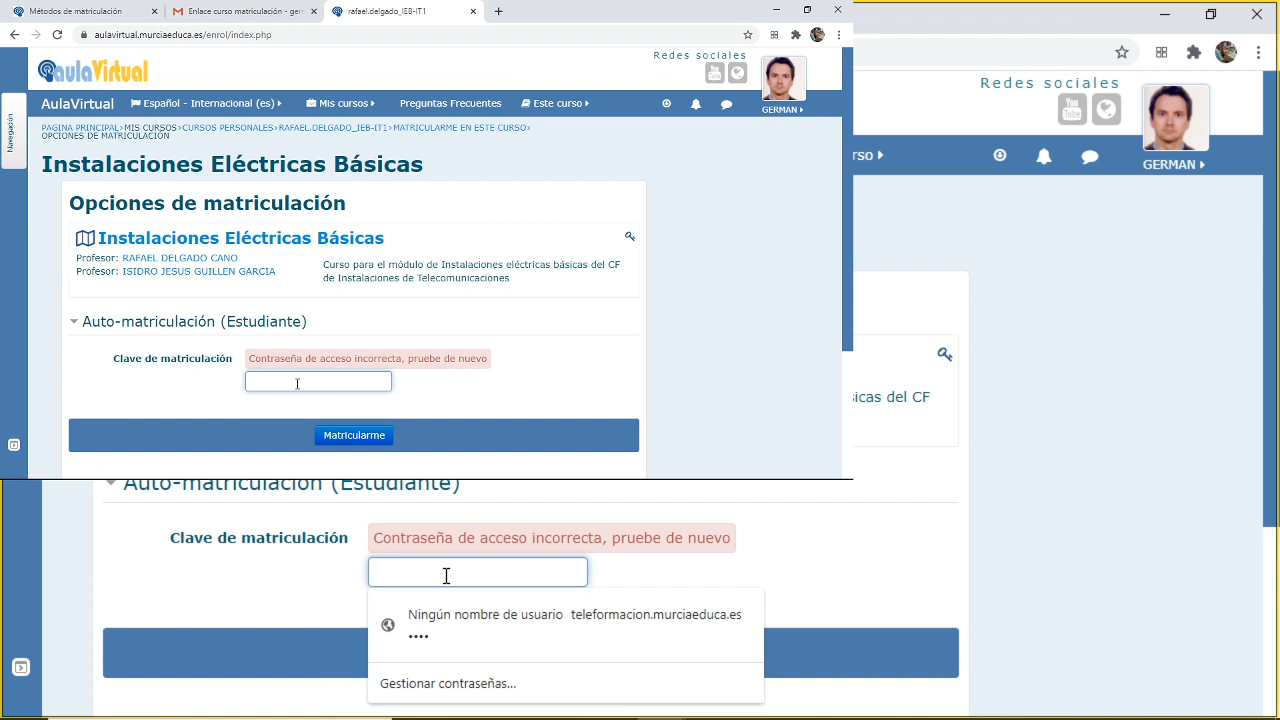 Métodos de matriculación
Enlace curso matriculación - ger
rafael.delgado_IEB-IT1
aulavirtual.murciaeduca.es/enrol/index.php
Redes sociales
You Tube
AulaVirtual
AulaVirtual
Español - Internacional (es)
Mis cursos
Preguntas Frecuentes
Este curso
GERMAN
Navegación
PAGINA PRINCIPAL › MIS CURSOS › CURSOS PERSONALES › RAFAEL.DELGADO_IEB-IT1 › MATRICULARME EN ESTE CURSO ›
OPCIONES DE MATRICULACIÓN
Instalaciones Eléctricas Básicas
Opciones de matriculación
Instalaciones Eléctricas Básicas
Profesor: RAFAEL DELGADO CANO
Profesor: ISIDRO JESUS GUILLEN GARCIA
Curso para el módulo de Instalaciones eléctricas básicas del CF
de Instalaciones de Telecomunicaciones
Auto-matriculación (Estudiante)
Clave de matriculación
Contraseña de acceso incorrecta, pruebe de nuevo
Matricularme
Redes sociales
You Tube
rso
GERMAN
sicas del CF
Auto-matriculación (Estudiante)
Clave de matriculación
Contraseña de acceso incorrecta, pruebe de nuevo
Ningún nombre de usuario teleformacion.murciaeduca.es
••••
Gestionar contraseñas...